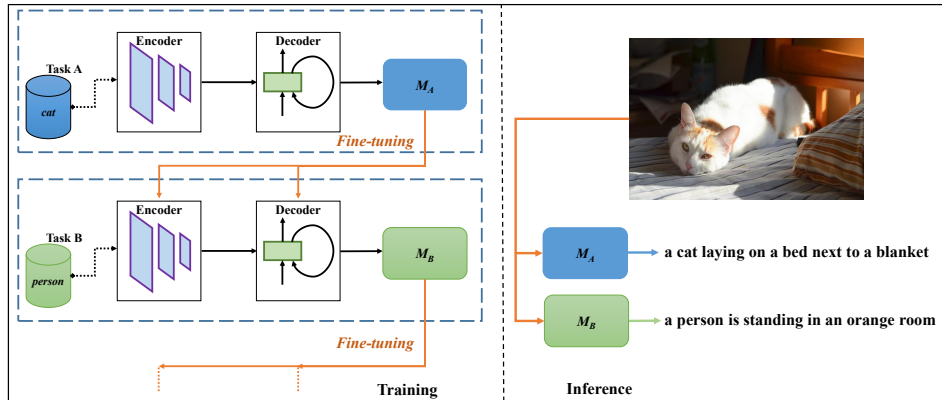 Task A
cat
Encoder
Decoder
M_A
Fine-tuning
Task B
person
Encoder
Decoder
M_B
Fine-tuning
Training
M_A
a cat laying on a bed next to a blanket
M_B
a person is standing in an orange room
Inference